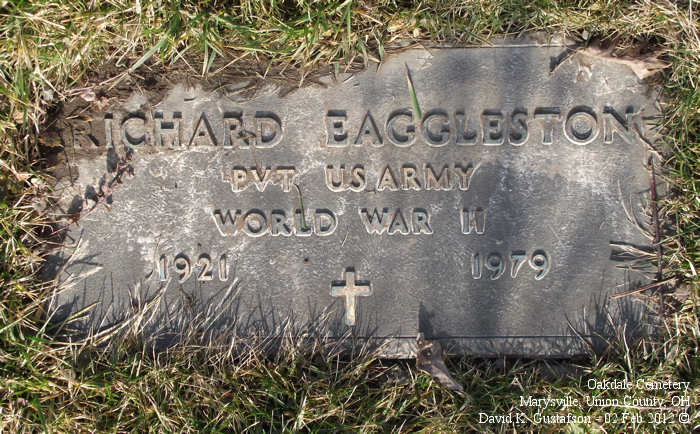 RICHARD EAGGLESTON
PVT US ARMY
WORLD WAR II
1921 1979
Oakdale Cemetery
Marysville, Union County, OH
David K. Gustafson - 02 Feb 2012 ©